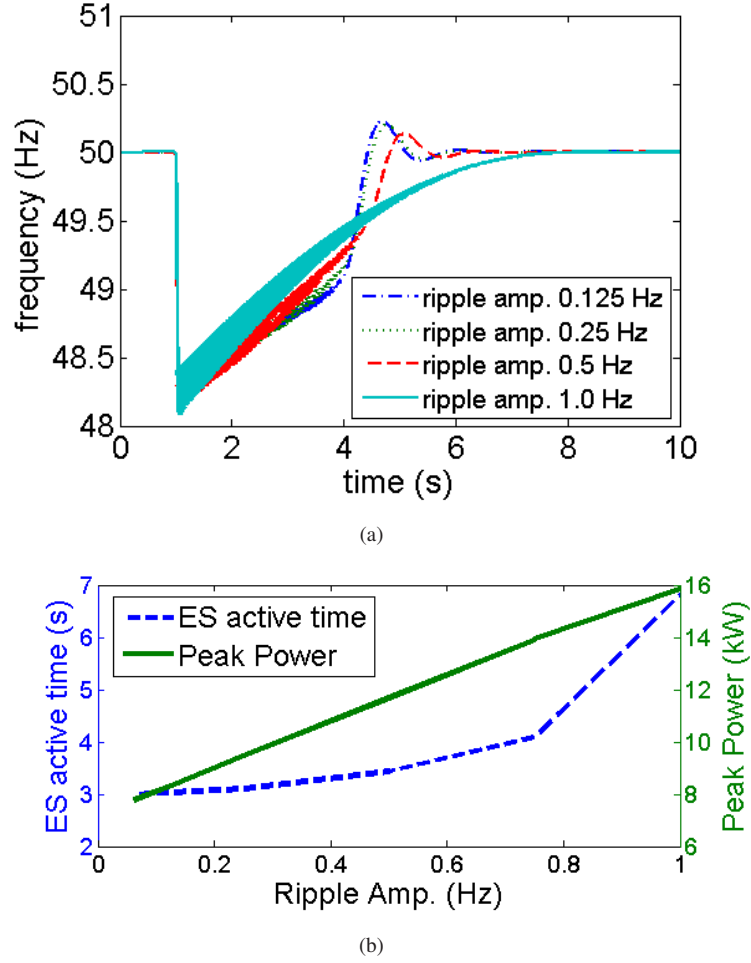 51
50.5
50
49.5
49
48.5
48
frequency (Hz)
ripple amp. 0.125 Hz
ripple amp. 0.25 Hz
ripple amp. 0.5 Hz
ripple amp. 1.0 Hz
0 2 4 6 8 10
time (s)
(a)
7
6
5
4
3
2
ES active time (s)
ES active time
Peak Power
16
14
12
10
8
6
Peak Power (kW)
0 0.2 0.4 0.6 0.8 1
Ripple Amp. (Hz)
(b)